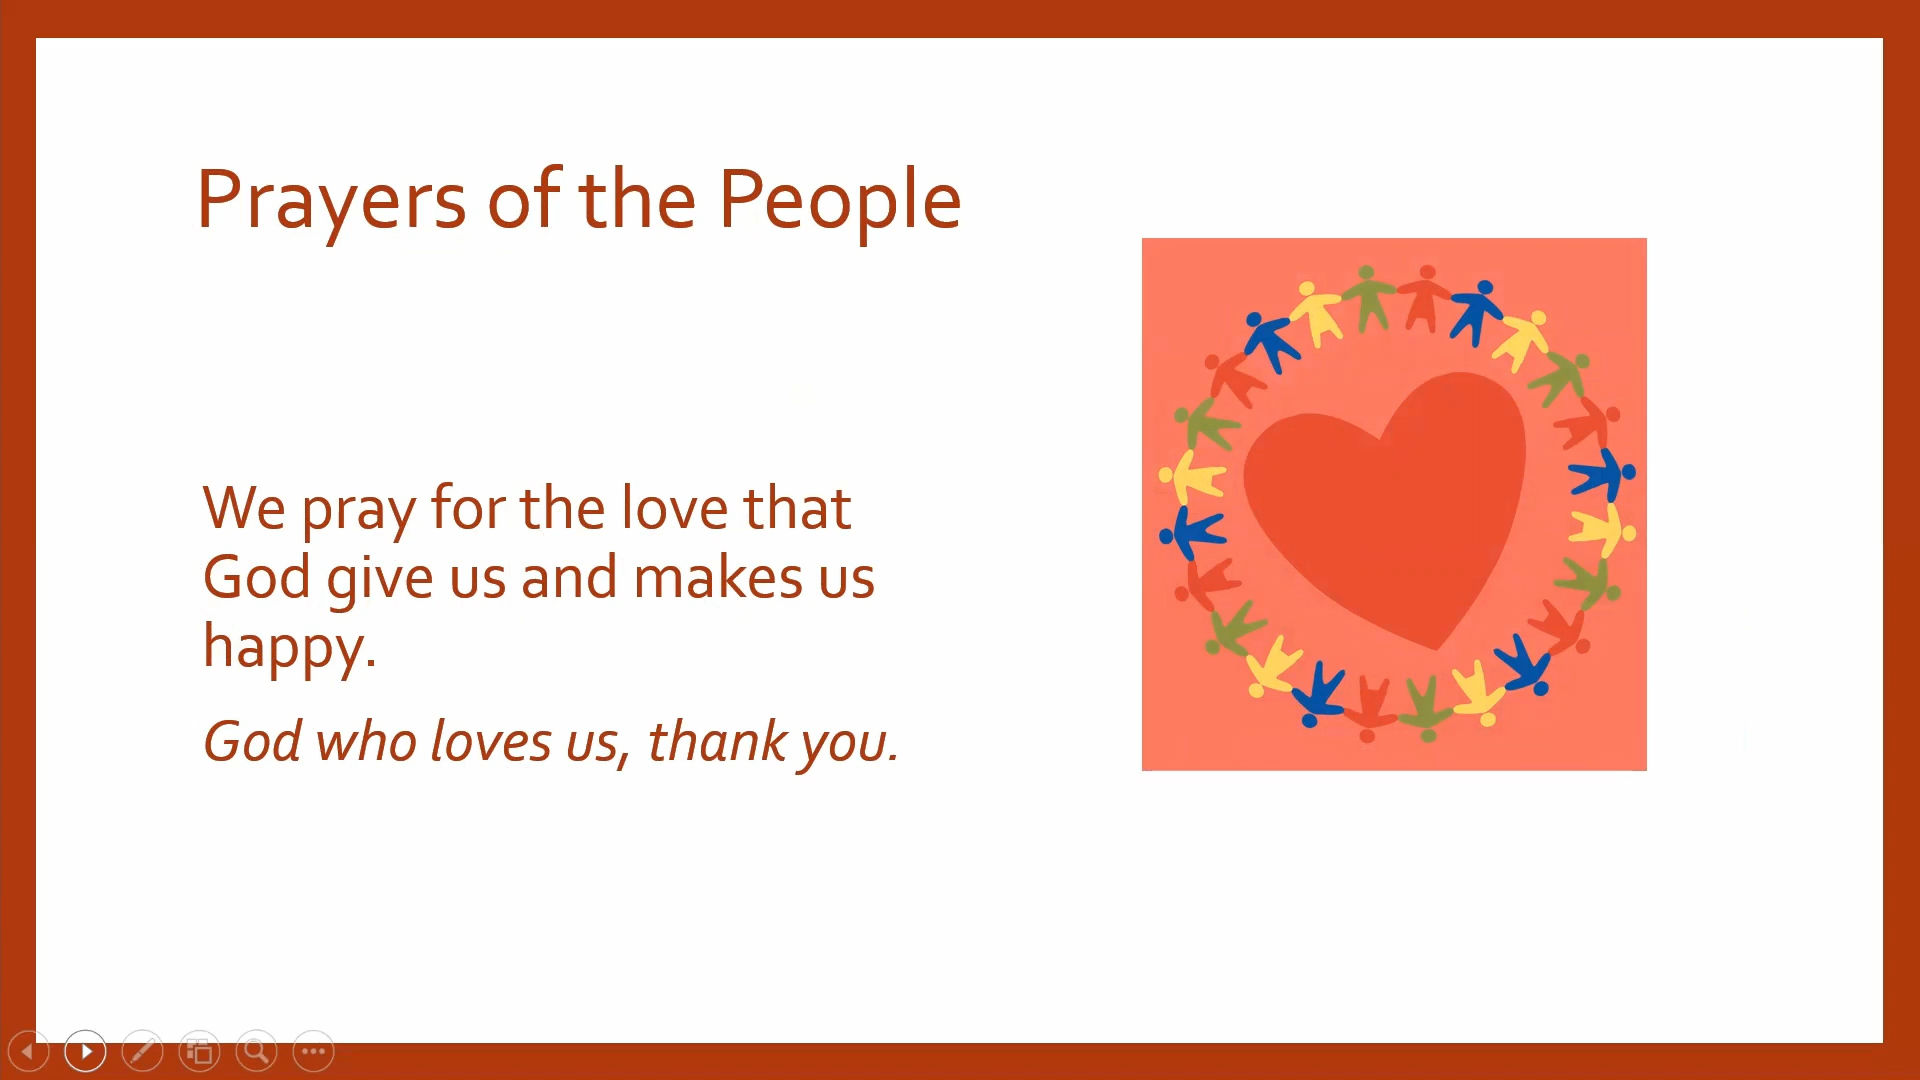 Prayers of the People
We pray for the love that
God give us and makes us
happy.
God who loves us, thank you.